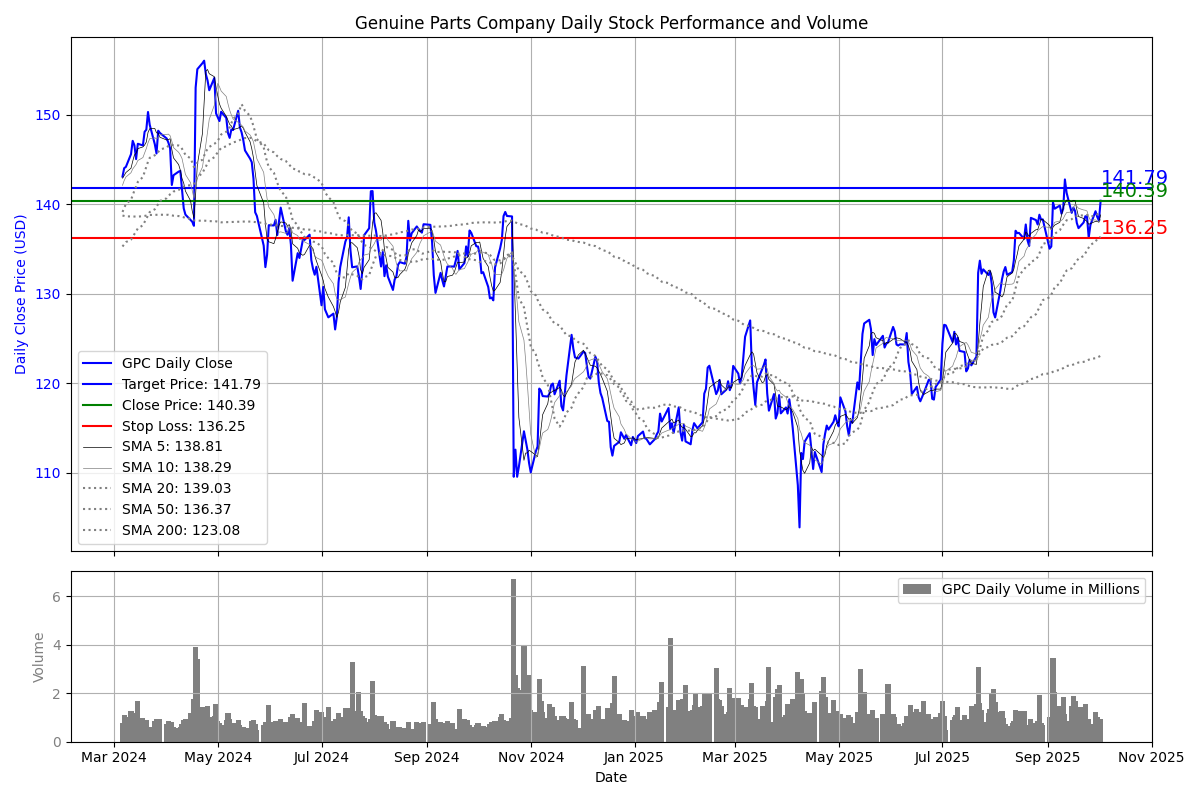 Genuine Parts Company Daily Stock Performance and Volume
Daily Close Price (USD)
150
140
130
120
110
141.79
140.39
136.25
GPC Daily Close
Target Price: 141.79
Close Price: 140.39
Stop Loss: 136.25
SMA 5: 138.81
SMA 10: 138.29
SMA 20: 139.03
SMA 50: 136.37
SMA 200: 123.08
Volume
6
4
2
0
GPC Daily Volume in Millions
Mar 2024 May 2024 Jul 2024 Sep 2024 Nov 2024 Jan 2025 Mar 2025 May 2025 Jul 2025 Sep 2025 Nov 2025
Date